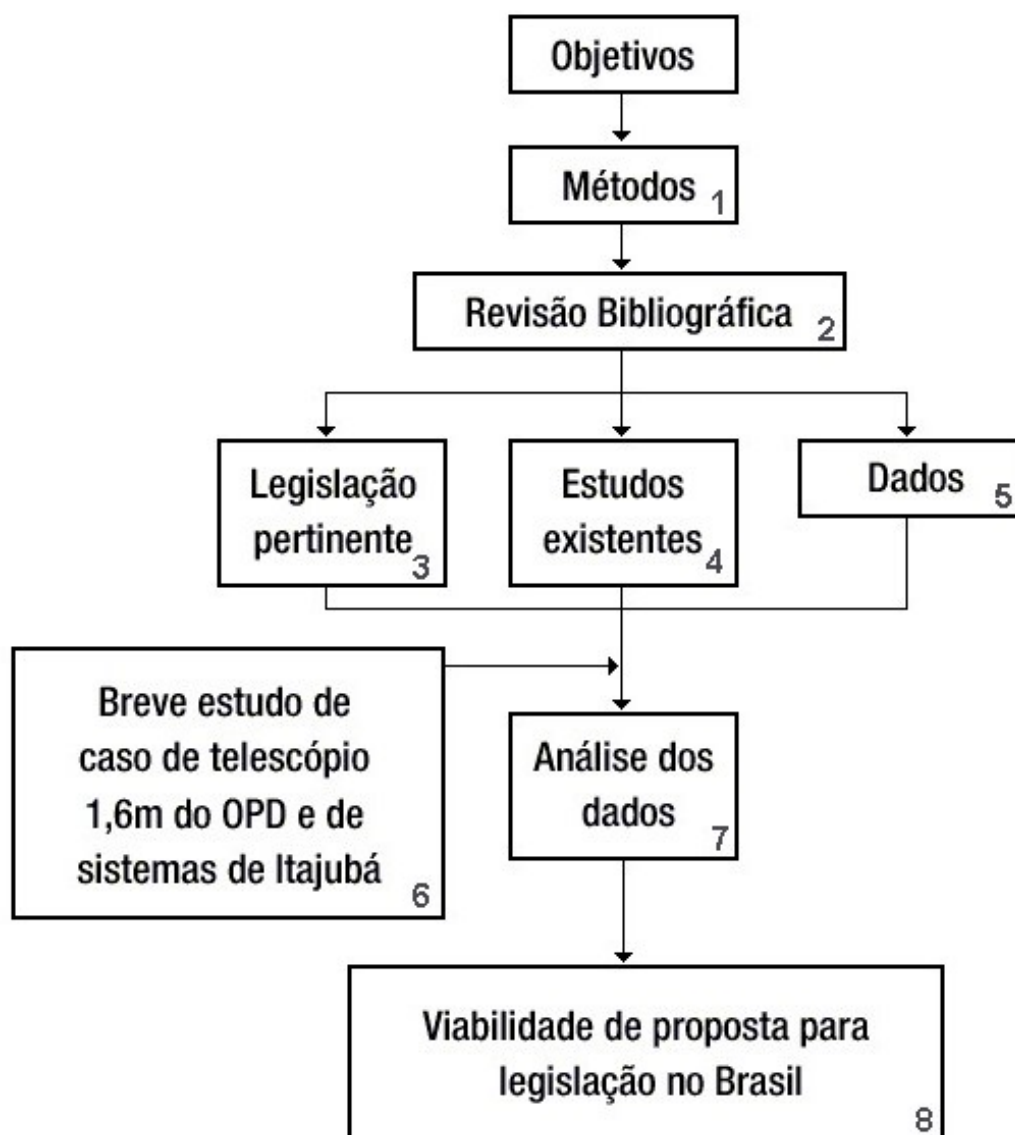 Objetivos
Métodos
1
Revisão Bibliográfica
2
Legislação
pertinente
3
Estudos
existentes
4
Dados
5
Breve estudo de
caso de telescópio
1,6m do OPD e de
sistemas de Itajubá
6
Análise dos
dados
7
Viabilidade de proposta para
legislação no Brasil
8